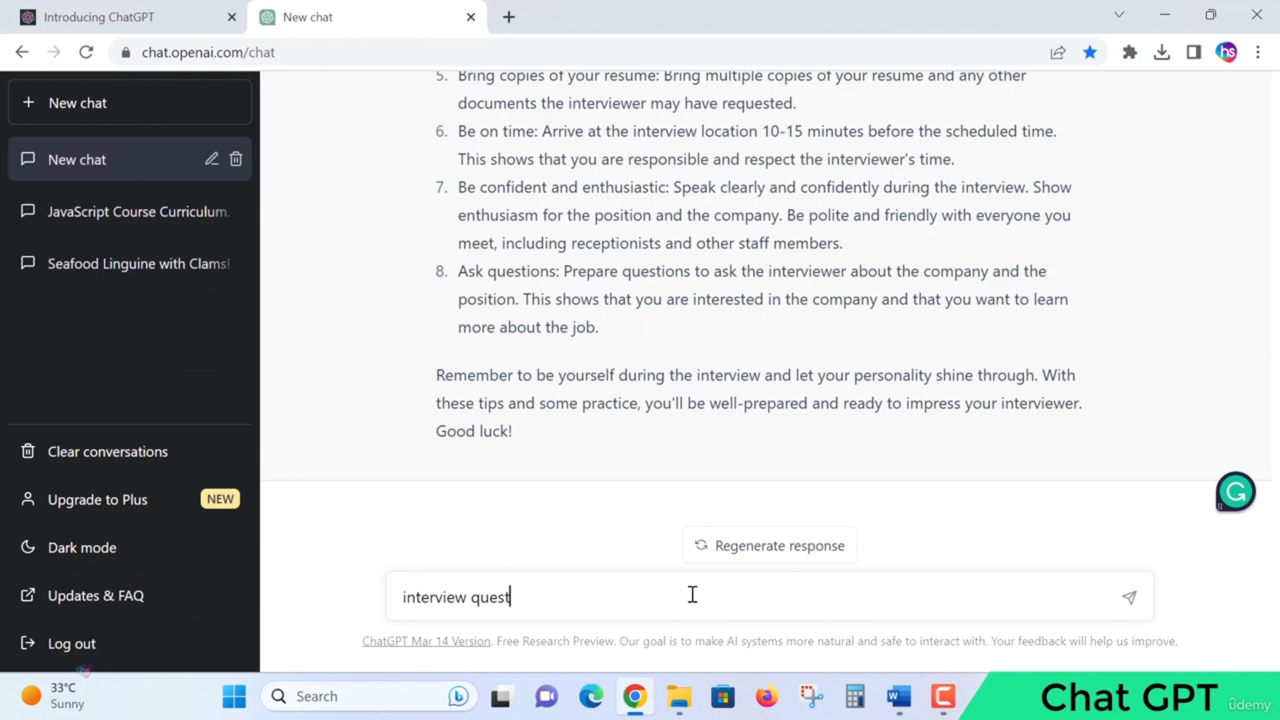 Introducing ChatGPT
New chat
chat.openai.com/chat
hs
New chat
New chat
JavaScript Course Curriculum.
Seafood Linguine with Clams!
Clear conversations
Upgrade to Plus
NEW
Dark mode
Updates & FAQ
Log out
5. Bring copies of your resume: Bring multiple copies of your resume and any other
documents the interviewer may have requested.
6. Be on time: Arrive at the interview location 10-15 minutes before the scheduled time.
This shows that you are responsible and respect the interviewer's time.
7. Be confident and enthusiastic: Speak clearly and confidently during the interview. Show
enthusiasm for the position and the company. Be polite and friendly with everyone you
meet, including receptionists and other staff members.
8. Ask questions: Prepare questions to ask the interviewer about the company and the
position. This shows that you are interested in the company and that you want to learn
more about the job.
Remember to be yourself during the interview and let your personality shine through. With
these tips and some practice, you'll be well-prepared and ready to impress your interviewer.
Good luck!
Regenerate response
interview quest
ChatGPT Mar 14 Version. Free Research Preview. Our goal is to make AI systems more natural and safe to interact with. Your feedback will help us improve.
33°C
Sunny
Search
Chat GPT
ûdemy